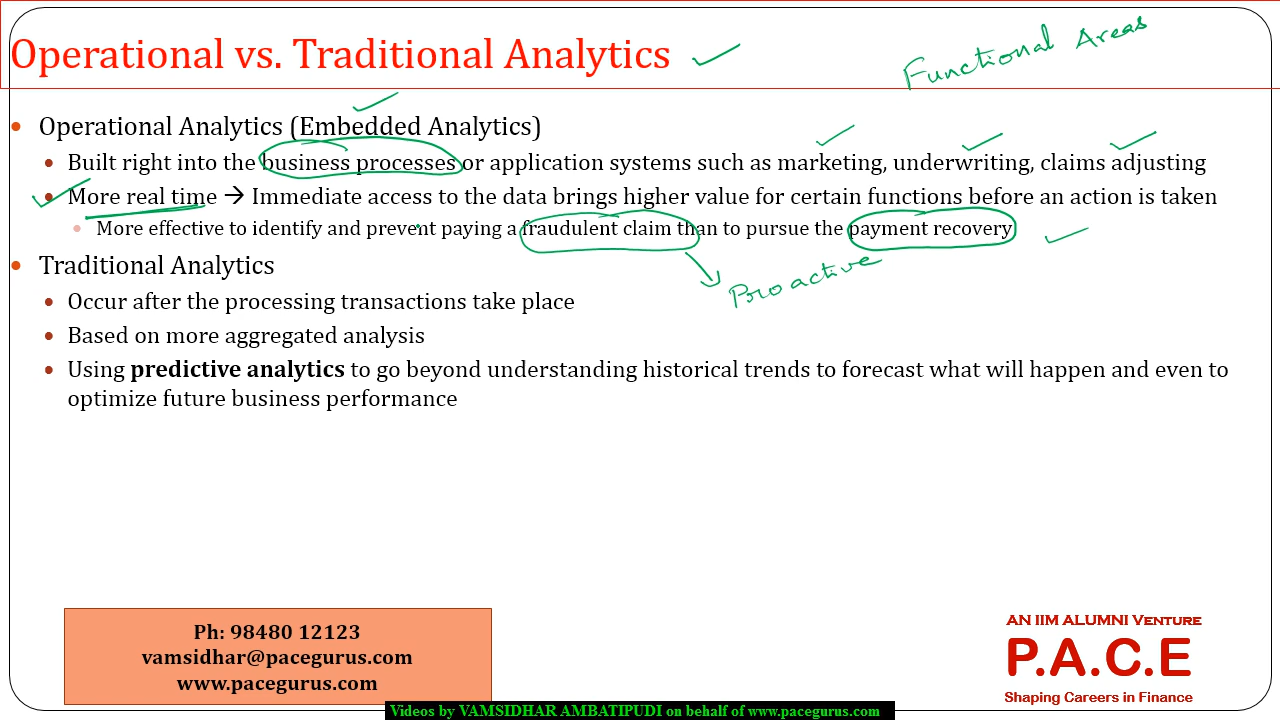 Operational vs. Traditional Analytics
Functional Areas
• Operational Analytics (Embedded Analytics)
• Built right into the business processes or application systems such as marketing, underwriting, claims adjusting
• More real time → Immediate access to the data brings higher value for certain functions before an action is taken
• More effective to identify and prevent paying a fraudulent claim than to pursue the payment recovery
Proactive
• Traditional Analytics
• Occur after the processing transactions take place
• Based on more aggregated analysis
• Using predictive analytics to go beyond understanding historical trends to forecast what will happen and even to
optimize future business performance
Ph: 98480 12123
vamsidhar@pacegurus.com
www.pacegurus.com
AN IIM ALUMNI VENTURE
P.A.C.E
Shaping Careers in Finance
Videos by VAMSIDHAR AMBATIPUDI on behalf of www.pacegurus.com